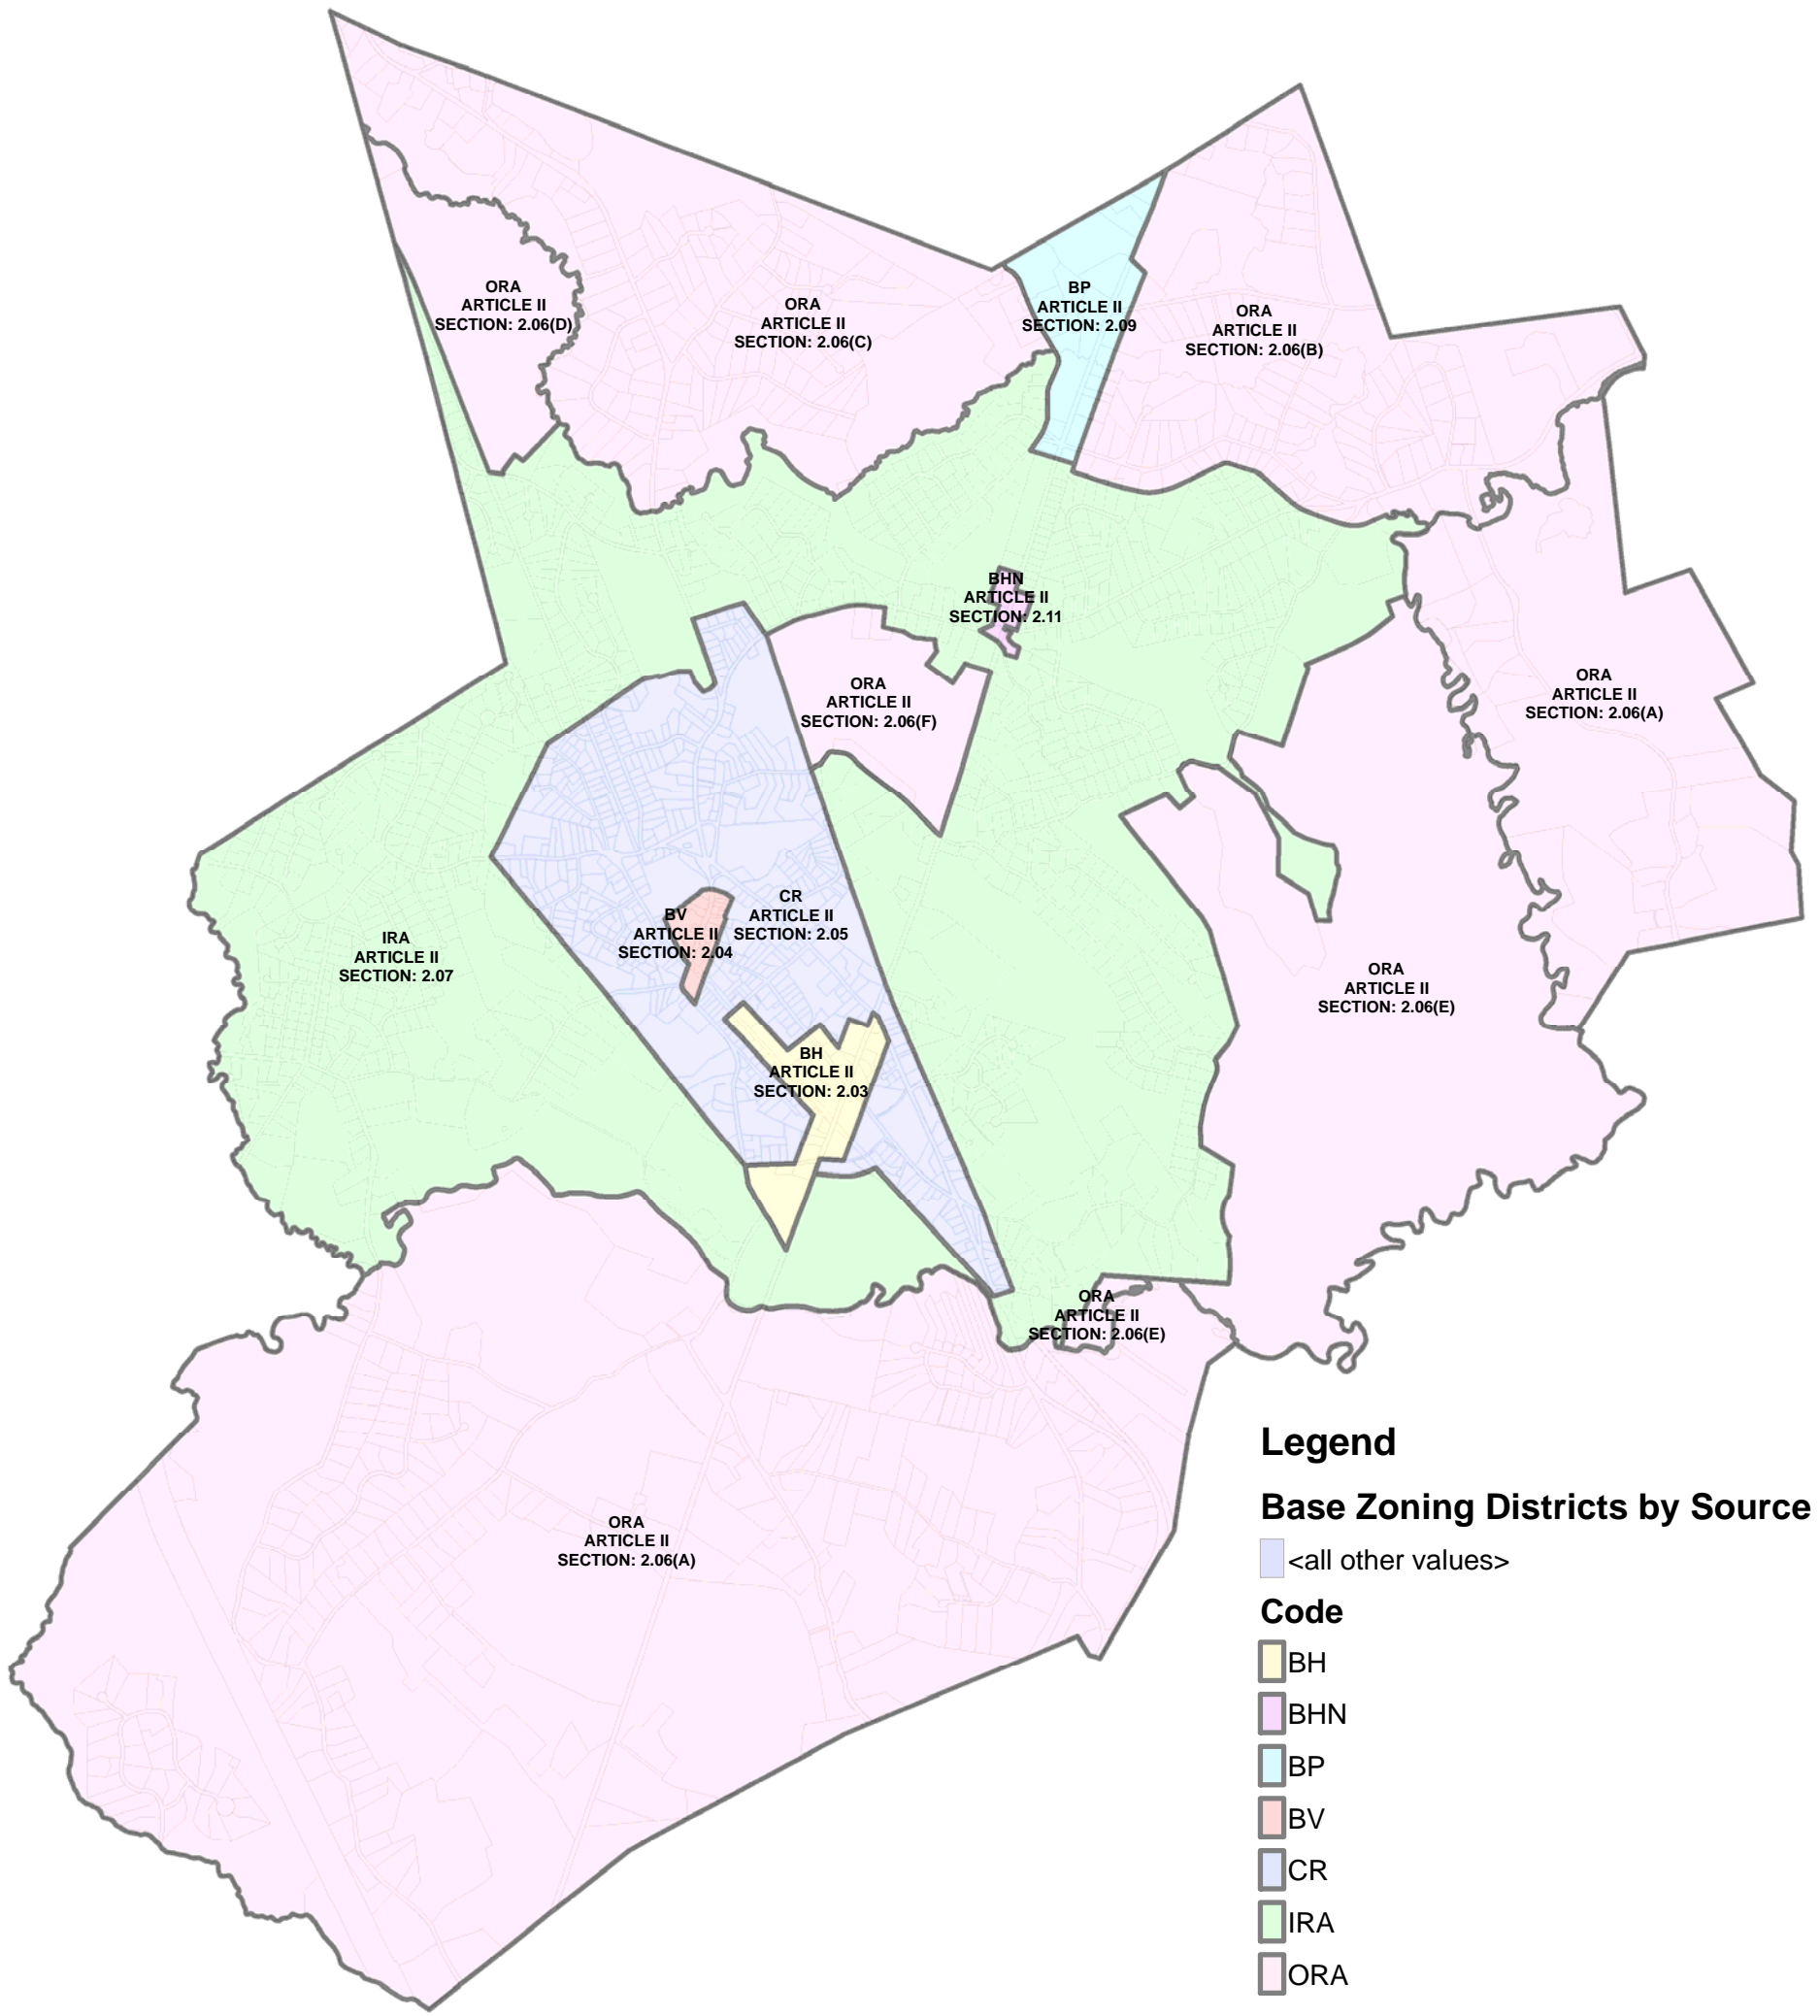 ORA
ARTICLE II
SECTION: 2.06(D)
ORA
ARTICLE II
SECTION: 2.06(C)
BP
ARTICLE II
SECTION: 2.09
ORA
ARTICLE II
SECTION: 2.06(B)
BHN
ARTICLE II
SECTION: 2.11
ORA
ARTICLE II
SECTION: 2.06(F)
ORA
ARTICLE II
SECTION: 2.06(A)
CR
ARTICLE II
SECTION: 2.05
BV
ARTICLE II
SECTION: 2.04
IRA
ARTICLE II
SECTION: 2.07
ORA
ARTICLE II
SECTION: 2.06(E)
BH
ARTICLE II
SECTION: 2.03
ORA
ARTICLE II
SECTION: 2.06(E)
ORA
ARTICLE II
SECTION: 2.06(A)
Legend
Base Zoning Districts by Source
<all other values>
Code
BH
BHN
BP
BV
CR
IRA
ORA